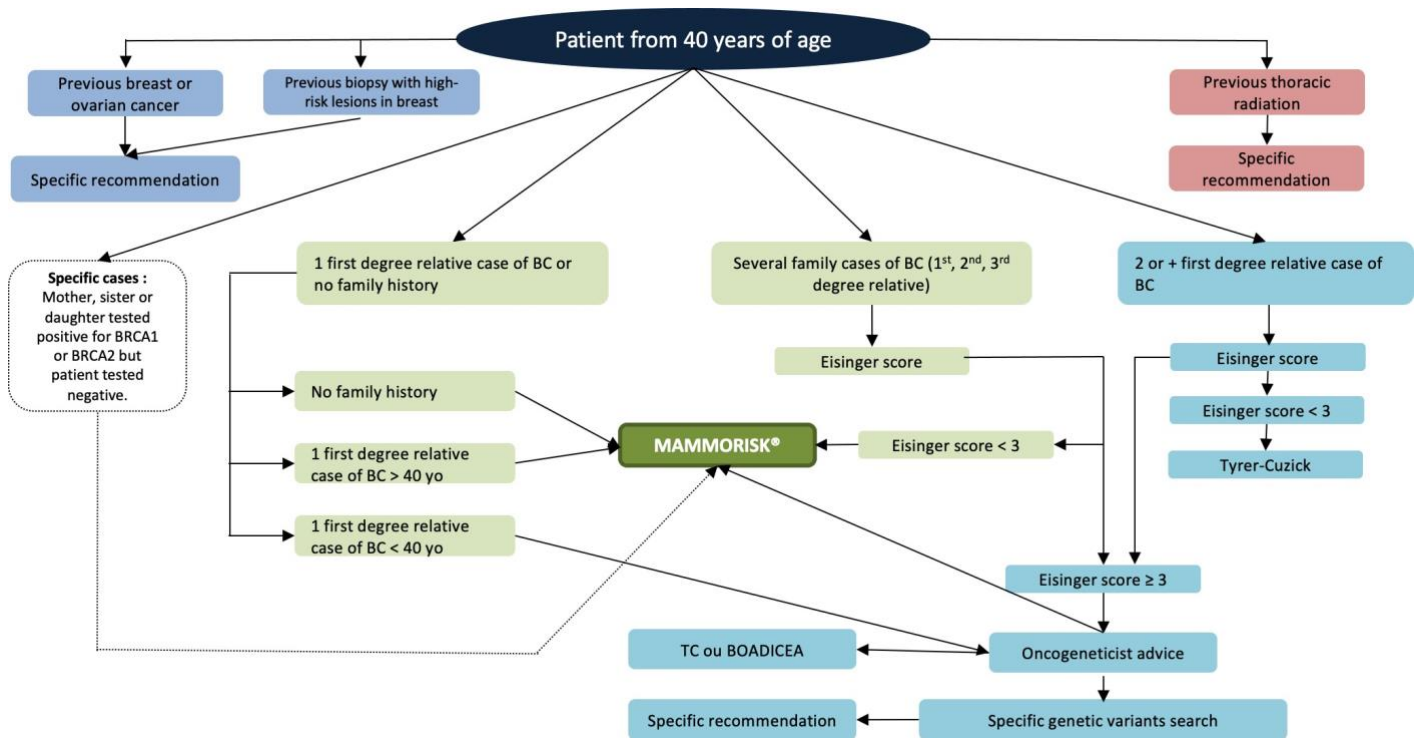 Patient from 40 years of age
Previous breast or
ovarian cancer
Previous biopsy with high-
risk lesions in breast
Previous thoracic
radiation
Specific recommendation
Specific
recommendation
Specific cases :
Mother, sister or
daughter tested
positive for BRCA1
or BRCA2 but
patient tested
negative.
1 first degree relative case of BC or
no family history
Several family cases of BC (1st, 2nd, 3rd
degree relative)
2 or + first degree relative case of
BC
Eisinger score
Eisinger score
No family history
Eisinger score < 3
MAMMORISK®
Eisinger score < 3
1 first degree relative
case of BC > 40 yo
Tyrer-Cuzick
1 first degree relative
case of BC < 40 yo
Eisinger score ≥ 3
TC ou BOADICEA
Oncogeneticist advice
Specific recommendation
Specific genetic variants search